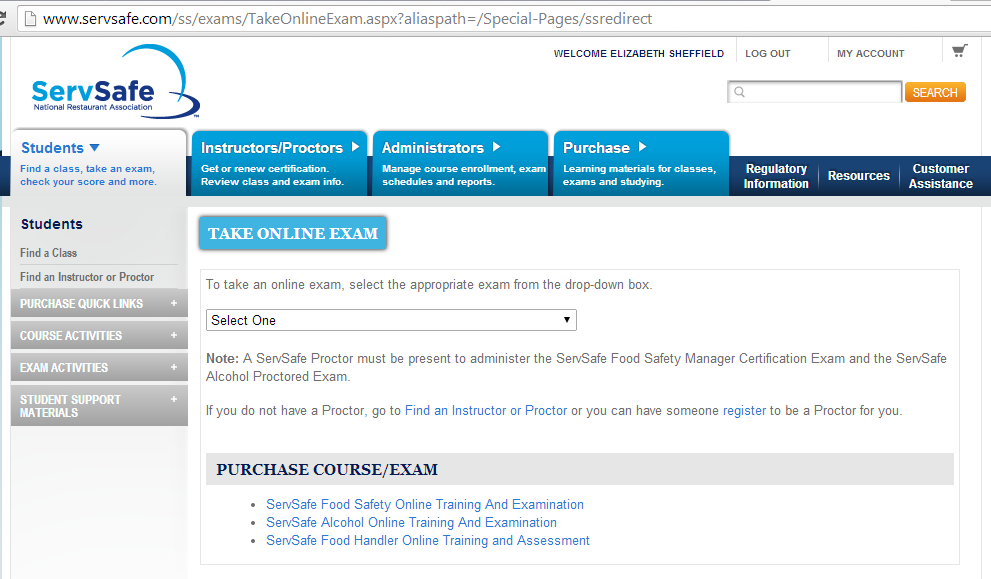 www.servsafe.com/ss/exams/TakeOnlineExam.aspx?aliaspath=/Special-Pages/ssredirect
WELCOME ELIZABETH SHEFFIELD
LOG OUT
MY ACCOUNT
ServSafe
National Restaurant Association
TM
SEARCH
Students ▼
Find a class, take an exam,
check your score and more.
Instructors/Proctors ▶
Get or renew certification.
Review class and exam info.
Administrators ▶
Manage course enrollment, exam
schedules and reports.
Purchase ▶
Learning materials for classes,
exams and studying.
Regulatory
Information
Resources
Customer
Assistance
Students
Find a Class
Find an Instructor or Proctor
PURCHASE QUICK LINKS +
COURSE ACTIVITIES +
EXAM ACTIVITIES +
STUDENT SUPPORT +
MATERIALS
TAKE ONLINE EXAM
To take an online exam, select the appropriate exam from the drop-down box.
Select One ▼
Note: A ServSafe Proctor must be present to administer the ServSafe Food Safety Manager Certification Exam and the ServSafe
Alcohol Proctored Exam.
If you do not have a Proctor, go to Find an Instructor or Proctor or you can have someone register to be a Proctor for you.
PURCHASE COURSE/EXAM
• ServSafe Food Safety Online Training And Examination
• ServSafe Alcohol Online Training And Examination
• ServSafe Food Handler Online Training and Assessment